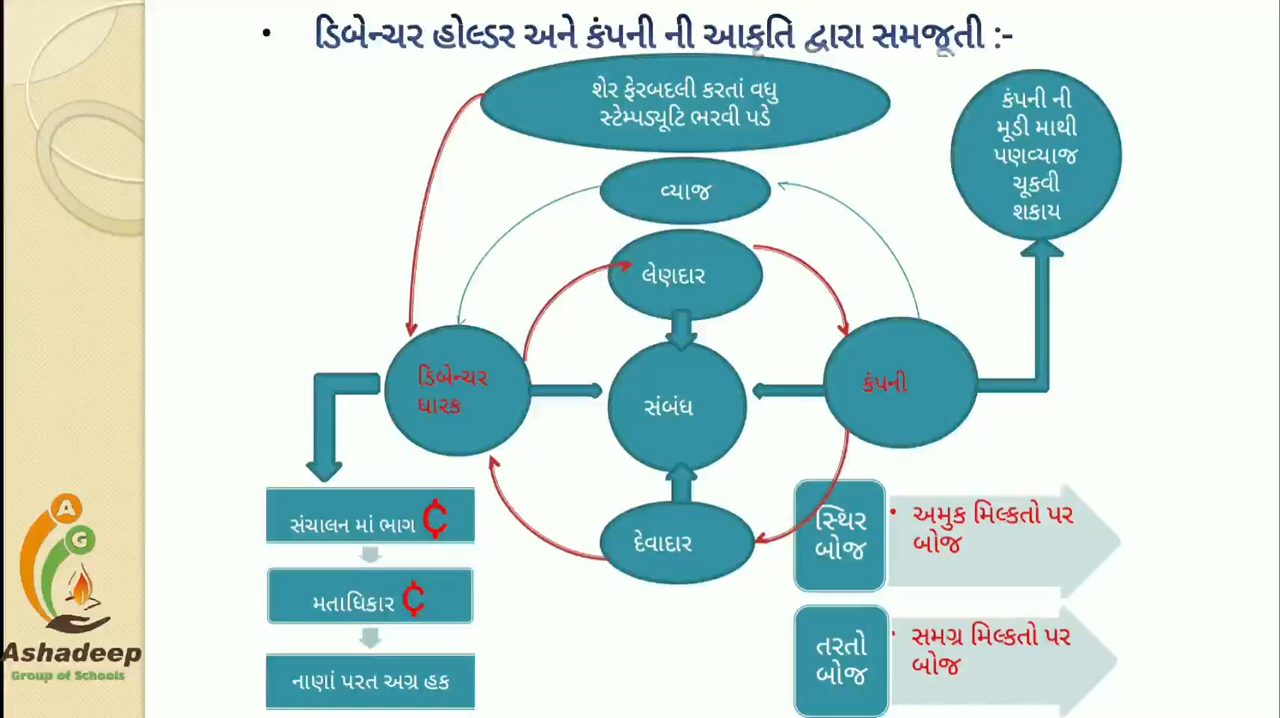 • ડિબેન્ચર હોલ્ડર અને કંપની ની આકૃતિ દ્વારા સમજૂતી :-
શેર ફેરબદલી કરતાં વધુ
સ્ટેમ્પડ્યૂટિ ભરવી પડે
કંપની ની
મૂડી માથી
પણવ્યાજ
ચૂકવી
શકાય
વ્યાજ
લેણદાર
ડિબેન્ચર
ધારક
સંબંધ
કંપની
દેવાદાર
સંચાલન માં ભાગ ₵
મતાધિકાર ₵
નાણાં પરત અગ્ર હક
સ્થિર
બોજ
• અમુક મિલ્કતો પર
બોજ
તરતો
બોજ
• સમગ્ર મિલ્કતો પર
બોજ
A
G
Ashadeep
Group of Schools